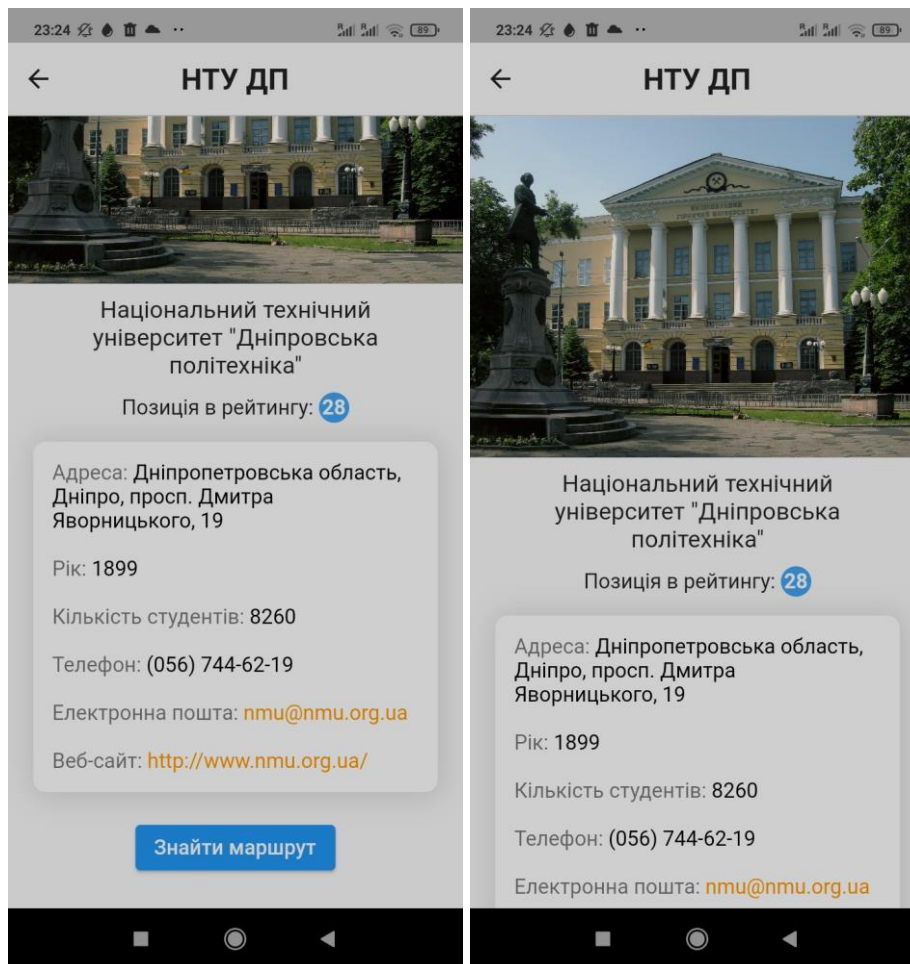 23:24
89
НТУ ДП
Національний технічний
університет "Дніпровська
політехніка"
Позиція в рейтингу: 28
Адреса: Дніпропетровська область,
Дніпро, просп. Дмитра
Яворницького, 19
Рік: 1899
Кількість студентів: 8260
Телефон: (056) 744-62-19
Електронна пошта: nmu@nmu.org.ua
Веб-сайт: http://www.nmu.org.ua/
Знайти маршрут
23:24
89
НТУ ДП
НАЦІОНАЛЬНИЙ
ГІРНИЧИЙ УНІВЕРСИТЕТ
Національний технічний
університет "Дніпровська
політехніка"
Позиція в рейтингу: 28
Адреса: Дніпропетровська область,
Дніпро, просп. Дмитра
Яворницького, 19
Рік: 1899
Кількість студентів: 8260
Телефон: (056) 744-62-19
Електронна пошта: nmu@nmu.org.ua